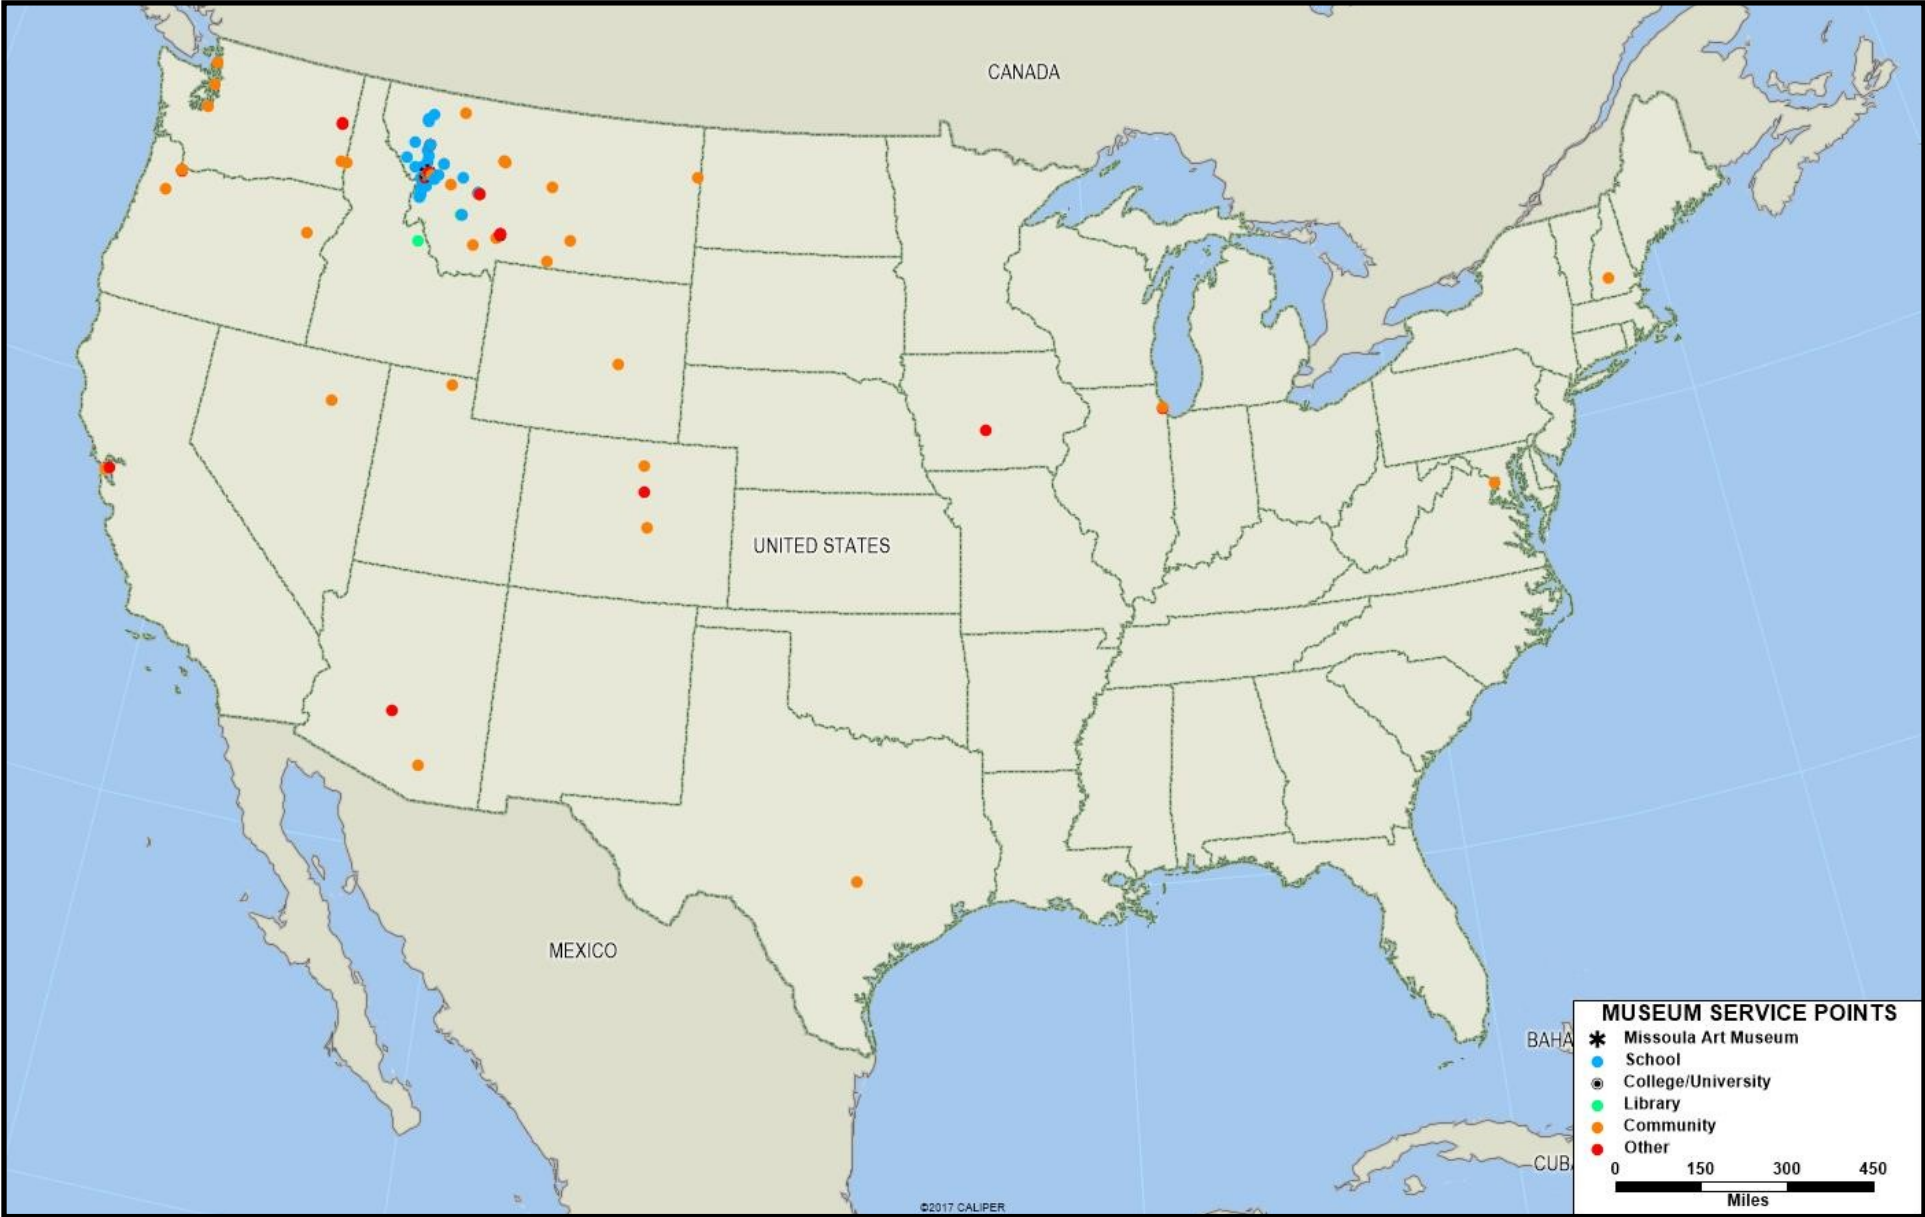 CANADA
UNITED STATES
MEXICO
BAHA
CUB
©2017 CALIPER
MUSEUM SERVICE POINTS
Missoula Art Museum
School
College/University
Library
Community
Other
0 150 300 450
Miles